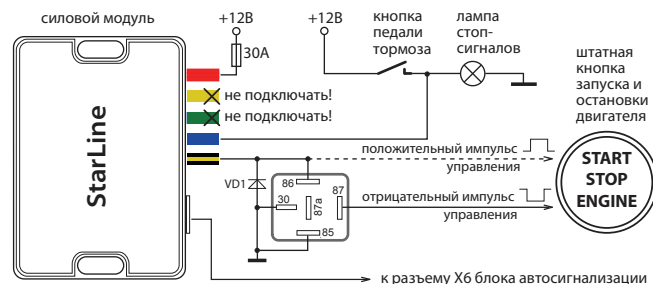 силовой модуль
+12В
30А
+12В
кнопка
педали
тормоза
лампа
стоп-
сигналов
штатная
кнопка
запуска и
остановки
двигателя
StarLine
не подключать!
не подключать!
положительный импульс
управления
START
STOP
ENGINE
VD1
86
30
87a
87
85
отрицательный импульс
управления
к разъему X6 блока автосигнализации